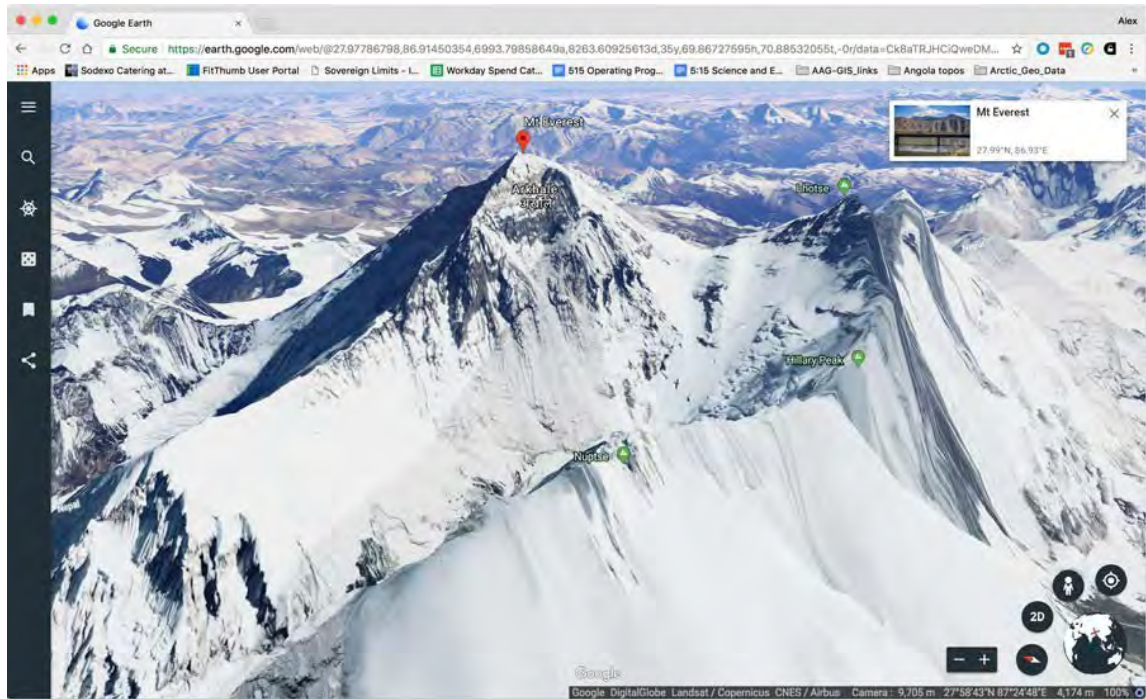 Google Earth
Alex
Secure https://earth.google.com/web/@27.97786798,86.91450354,6993.79858649a,8263.60925613d,35y,69.86727595h,70.88532055t,-0r/data=Ck8aTRJHCiQweDM...
Apps Sodexo Catering at... FitThumb User Portal Sovereign Limits - I... Workday Spend Cat... 515 Operating Prog... 5:15 Science and E... AAG-GIS_links Angola topos Arctic_Geo_Data
Mt Everest
27.99°N, 86.93°E
Mt Everest
Arkhale
अर्खाले
Lhotse
Nepal
Hillary Peak
Nuptse
Nepal
2D
Google
Google DigitalGlobe Landsat / Copernicus CNES / Airbus Camera: 9,705 m 27°58'43"N 87°24'48"E 4,174 m 100%